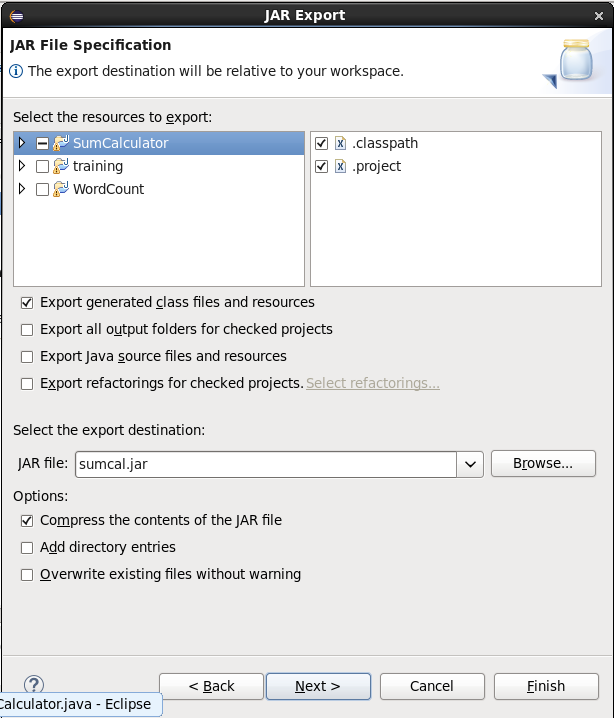 JAR Export
JAR File Specification
The export destination will be relative to your workspace.
Select the resources to export:
SumCalculator
training
WordCount
.classpath
.project
Export generated class files and resources
Export all output folders for checked projects
Export Java source files and resources
Export refactorings for checked projects. Select refactorings...
Select the export destination:
JAR file: sumcal.jar Browse...
Options:
Compress the contents of the JAR file
Add directory entries
Overwrite existing files without warning
? < Back Next > Cancel Finish
Calculator.java - Eclipse